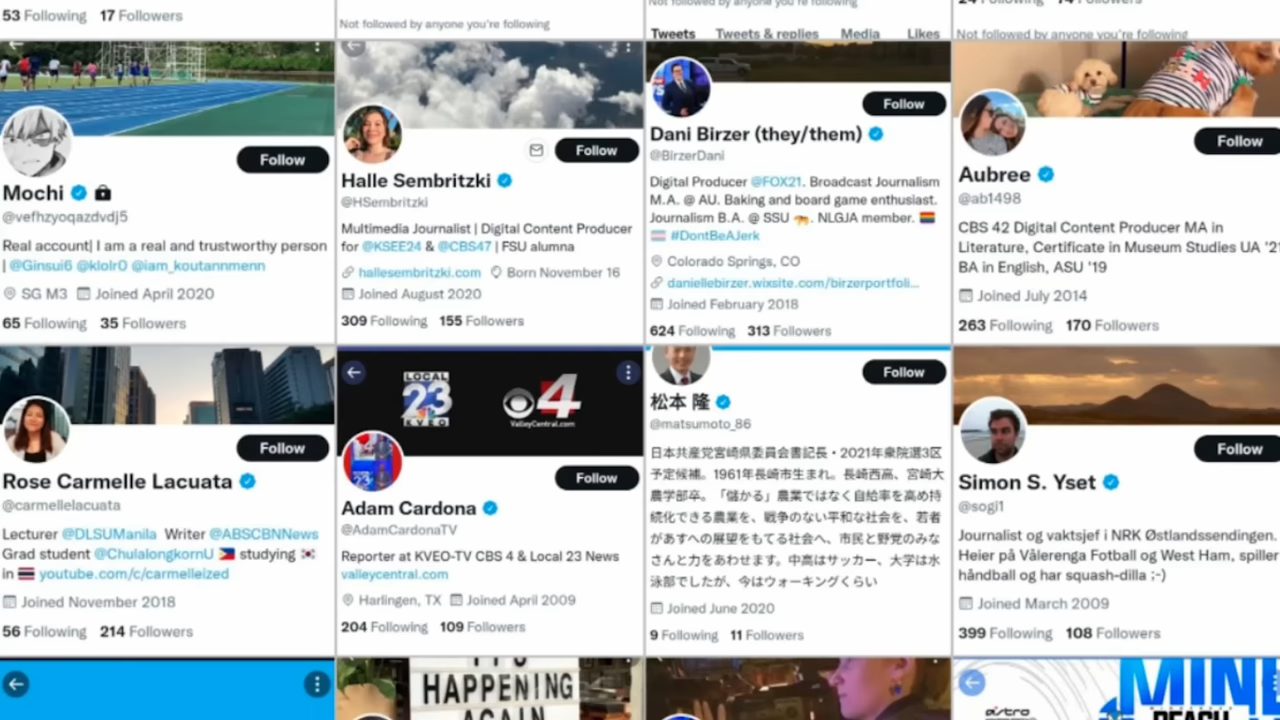 53 Following 17 Followers
Not followed by anyone you're following
Not followed by anyone you're following
Tweets Tweets & replies Media Likes
Not followed by anyone you're following
Follow
Mochi
@vefhzyoqazdvdj5
Real account| I am a real and trustworthy person
| @Ginsui6 @klolr0 @iam_koutannmenn
SG M3 Joined April 2020
65 Following 35 Followers
Follow
Halle Sembritzki
@HSembritzki
Multimedia Journalist | Digital Content Producer
for @KSEE24 & @CBS47 | FSU alumna
hallesembritzki.com Born November 16
Joined August 2020
309 Following 155 Followers
Follow
Dani Birzer (they/them)
@BirzerDani
Digital Producer @FOX21. Broadcast Journalism
M.A. @ AU. Baking and board game enthusiast.
Journalism B.A. @ SSU 🐅. NLGJA member. 🏳️‍🌈
🏳️‍⚧️ #DontBeAJerk
Colorado Springs, CO
daniellebirzer.wixsite.com/birzerportfoli...
Joined February 2018
624 Following 313 Followers
Follow
Aubree
@ab1498
CBS 42 Digital Content Producer MA in
Literature, Certificate in Museum Studies UA '21
BA in English, ASU '19
Joined July 2014
263 Following 170 Followers
Follow
Rose Carmelle Lacuata
@carmellelacuata
Lecturer @DLSUManila Writer @ABSCBNNews
Grad student @ChulalongkornU 🇵🇭 studying 🇰🇷
in 🇹🇭 youtube.com/c/carmelleized
Joined November 2018
56 Following 214 Followers
LOCAL
23
KVEO
4
ValleyCentral.com
Follow
Adam Cardona
@AdamCardonaTV
Reporter at KVEO-TV CBS 4 & Local 23 News
valleycentral.com
Harlingen, TX Joined April 2009
204 Following 109 Followers
Follow
松本 隆
@matsumoto_86
日本共産党宮崎県委員会書記長・2021年衆院選3区
予定候補。1961年長崎市生まれ。長崎西高、宮崎大
農学部卒。「儲かる」農業ではなく自給率を高め持
続化できる農業を、戦争のない平和な社会を、若者
があすへの展望をもてる社会へ、市民と野党のみな
さんと力をあわせます。中高はサッカー、大学は水
泳部でしたが、今はウォーキングくらい
Joined June 2020
9 Following 11 Followers
Follow
Simon S. Yset
@sogi1
Journalist og vaktsjef i NRK Østlandssendingen.
Heier på Vålerenga Fotball og West Ham, spiller
håndball og har squash-dilla ;-)
Joined March 2009
399 Following 108 Followers
HAPPENING
AGAIN
astro